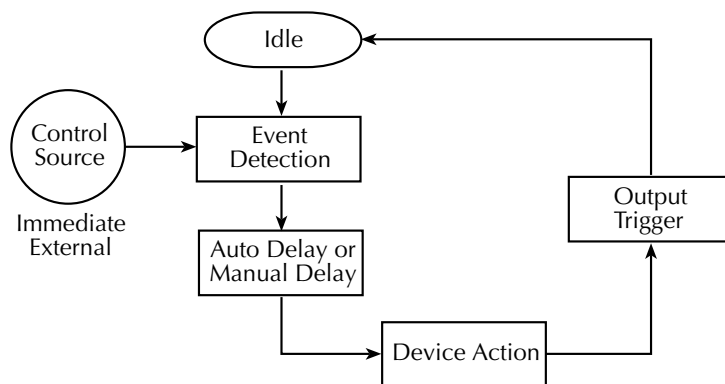 Idle
Control
Source
Immediate
External
Event
Detection
Auto Delay or
Manual Delay
Device Action
Output
Trigger